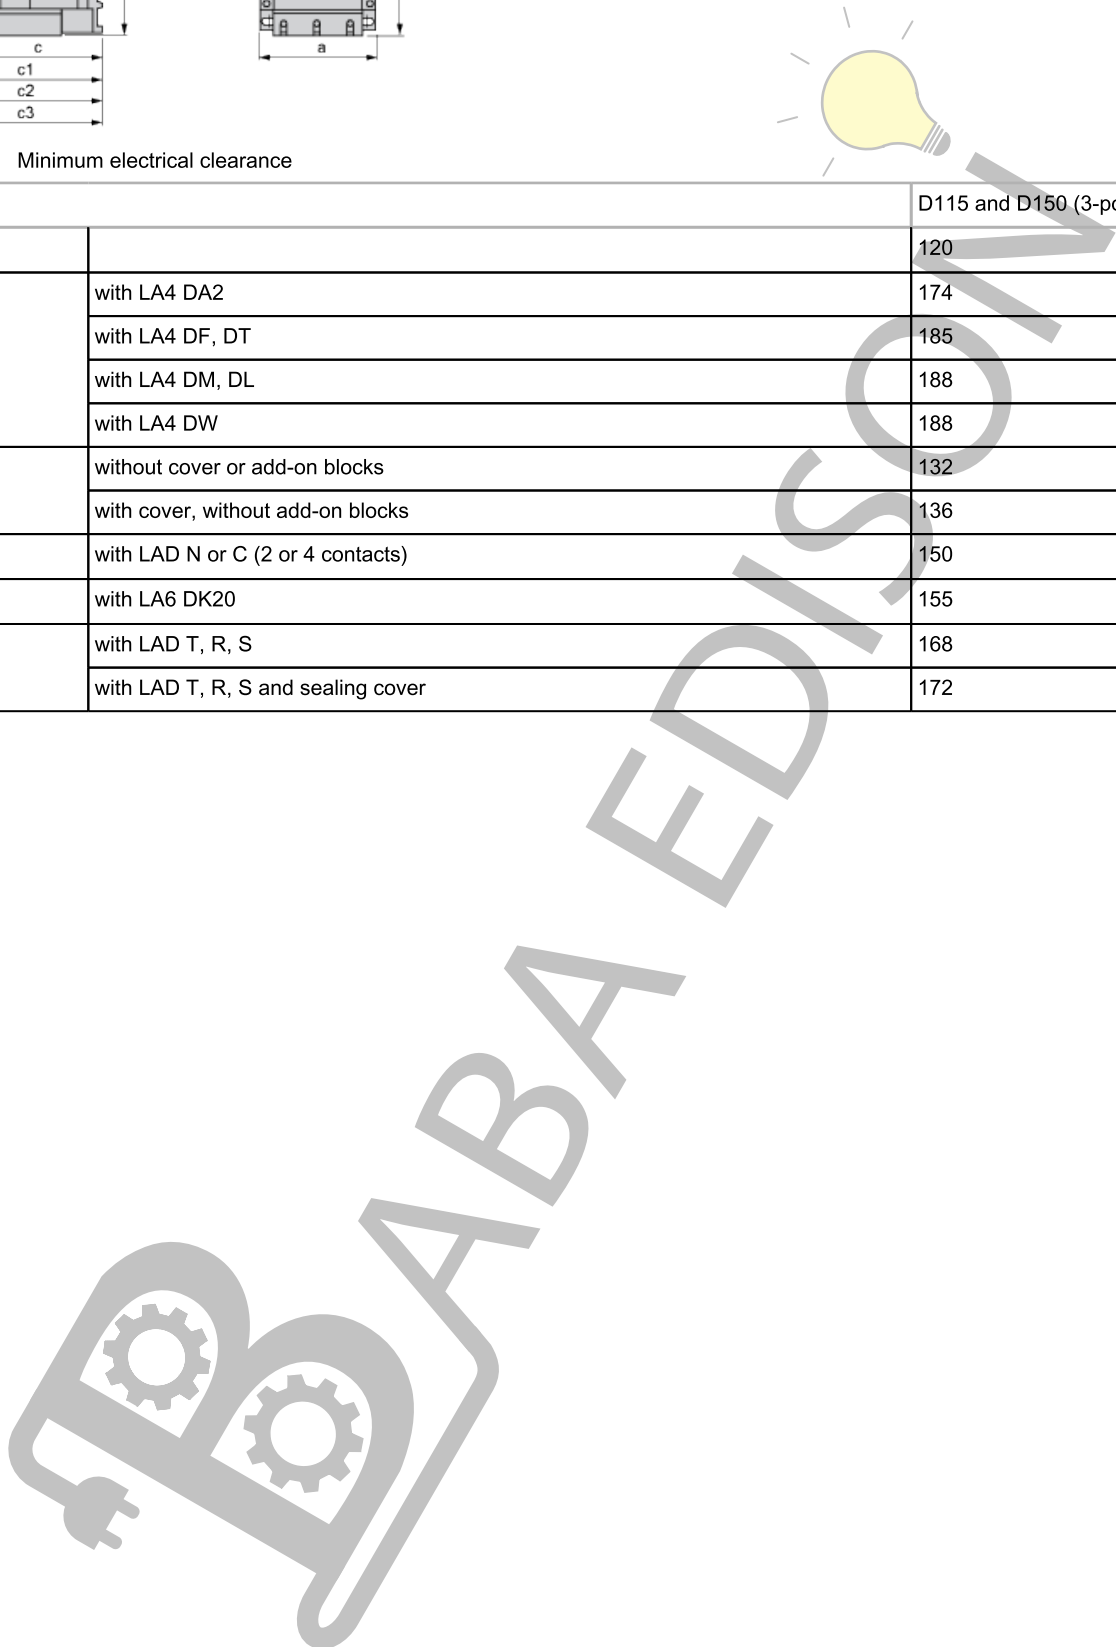 c
a
c1
c2
c3
Minimum electrical clearance
D115 and D150 (3-po
120
with LA4 DA2 174
with LA4 DF, DT 185
with LA4 DM, DL 188
with LA4 DW 188
without cover or add-on blocks 132
with cover, without add-on blocks 136
with LAD N or C (2 or 4 contacts) 150
with LA6 DK20 155
with LAD T, R, S 168
with LAD T, R, S and sealing cover 172
BABA EDISON